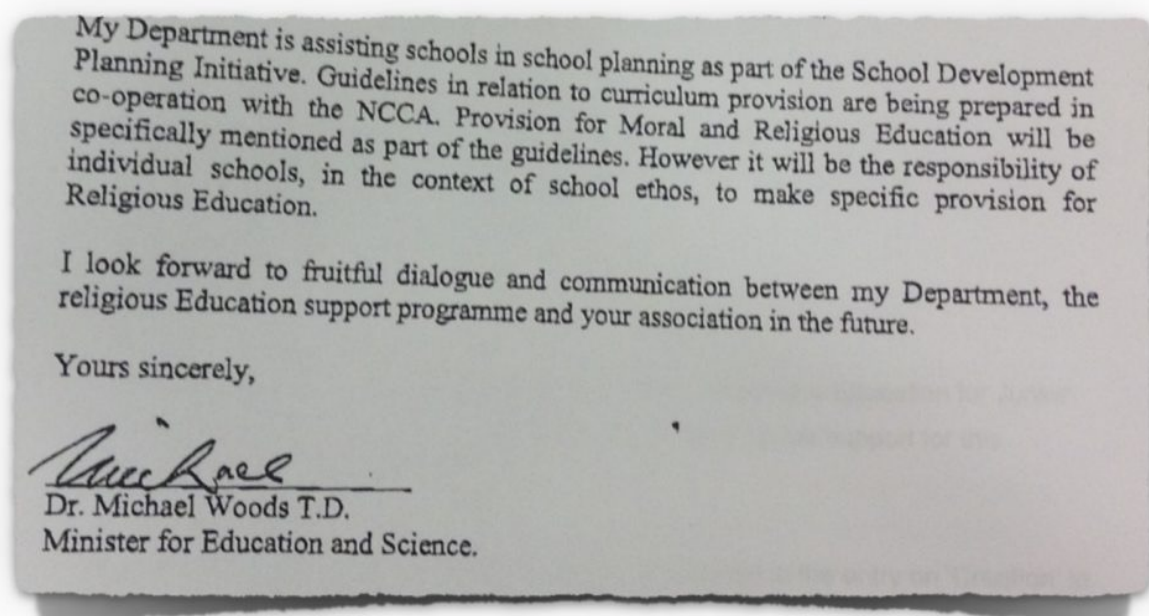 My Department is assisting schools in school planning as part of the School Development
Planning Initiative. Guidelines in relation to curriculum provision are being prepared in
co-operation with the NCCA. Provision for Moral and Religious Education will be
specifically mentioned as part of the guidelines. However it will be the responsibility of
individual schools, in the context of school ethos, to make specific provision for
Religious Education.
I look forward to fruitful dialogue and communication between my Department, the
religious Education support programme and your association in the future.
Yours sincerely,
Michael
Dr. Michael Woods T.D.
Minister for Education and Science.